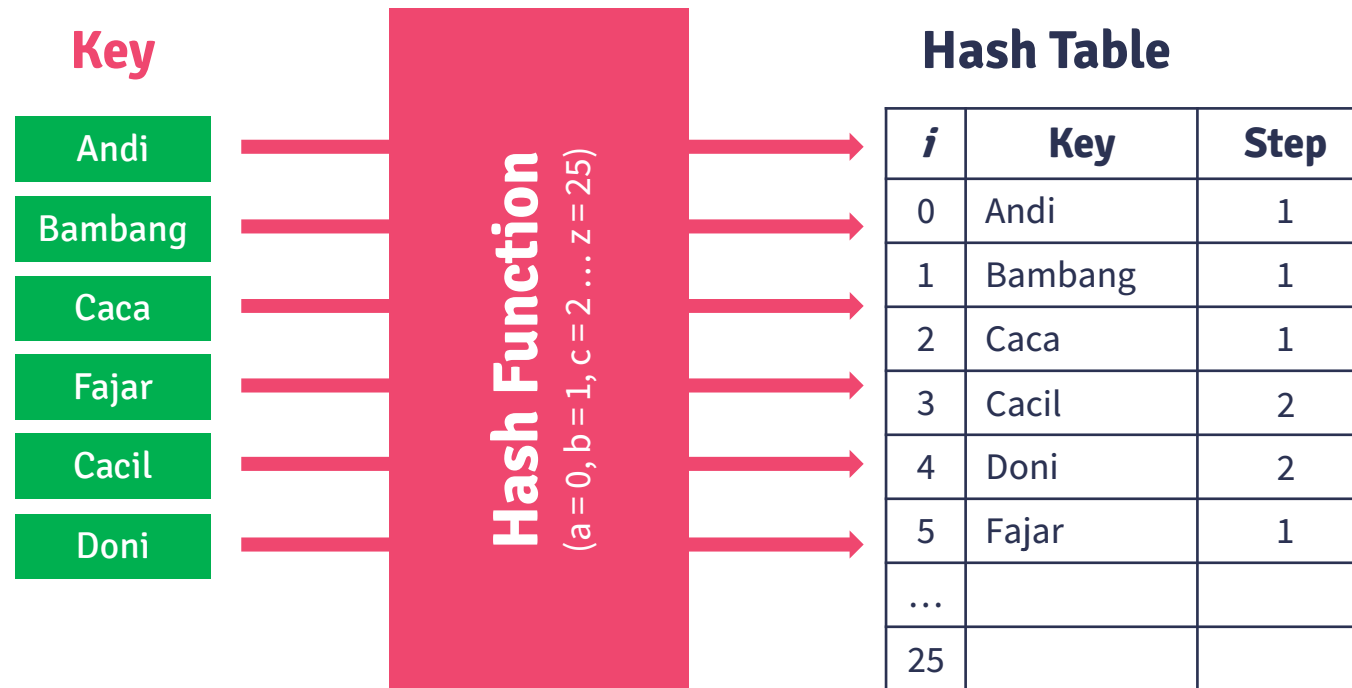 Key
Andi
Bambang
Caca
Fajar
Cacil
Doni
Hash Function
(a = 0, b = 1, c = 2 … z = 25)
Hash Table
i Key Step
0 Andi 1
1 Bambang 1
2 Caca 1
3 Cacil 2
4 Doni 2
5 Fajar 1
…
25